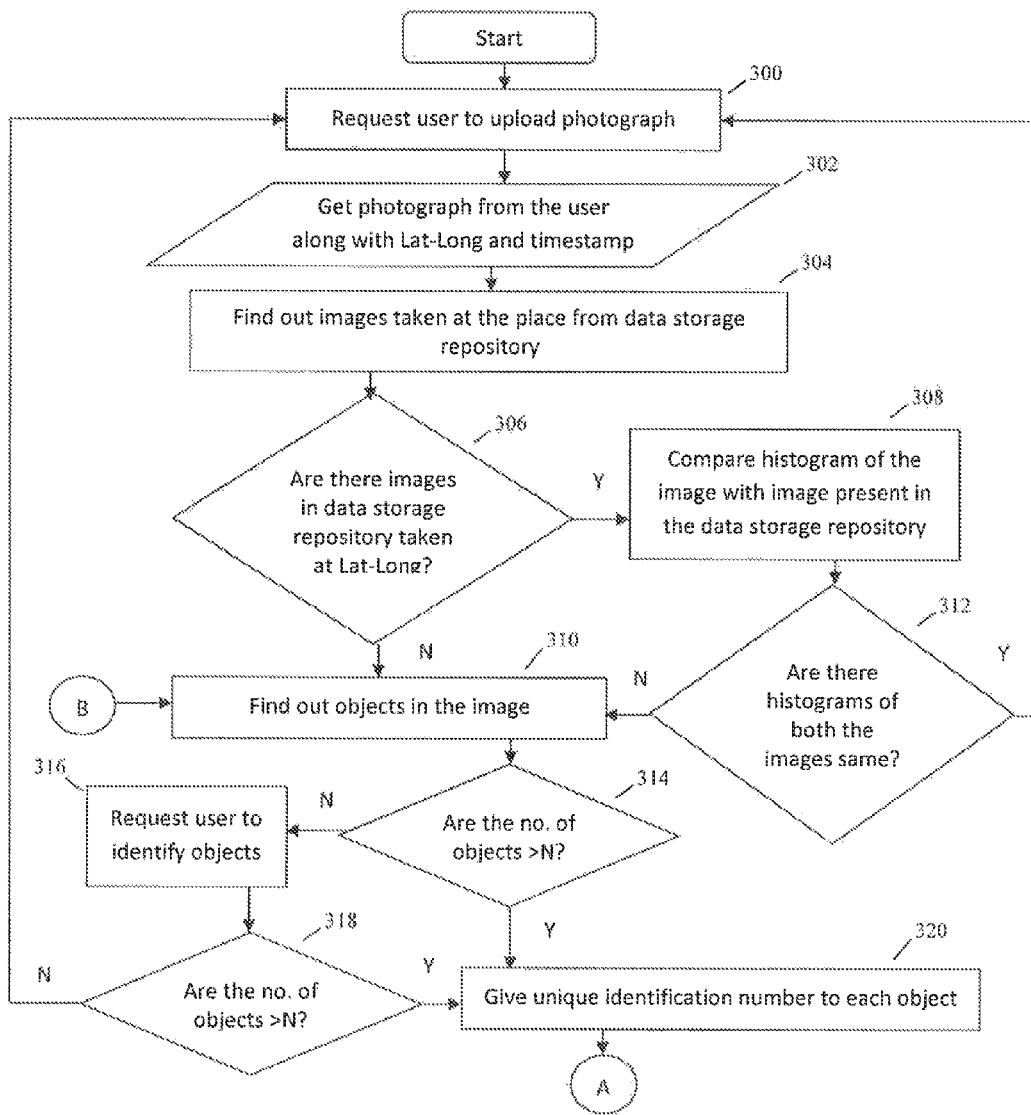 Start
300
Request user to upload photograph
302
Get photograph from the user
along with Lat-Long and timestamp
304
Find out images taken at the place from data storage
repository
306
Are there images
in data storage
repository taken
at Lat-Long?
Y
308
Compare histogram of the
image with image present in
the data storage repository
N
310
312
Are there
histograms of
both the
images same?
N
Y
B
Find out objects in the image
316
Request user to
identify objects
N
314
Are the no. of
objects >N?
Y
318
N
Are the no. of
objects >N?
Y
320
Give unique identification number to each object
A